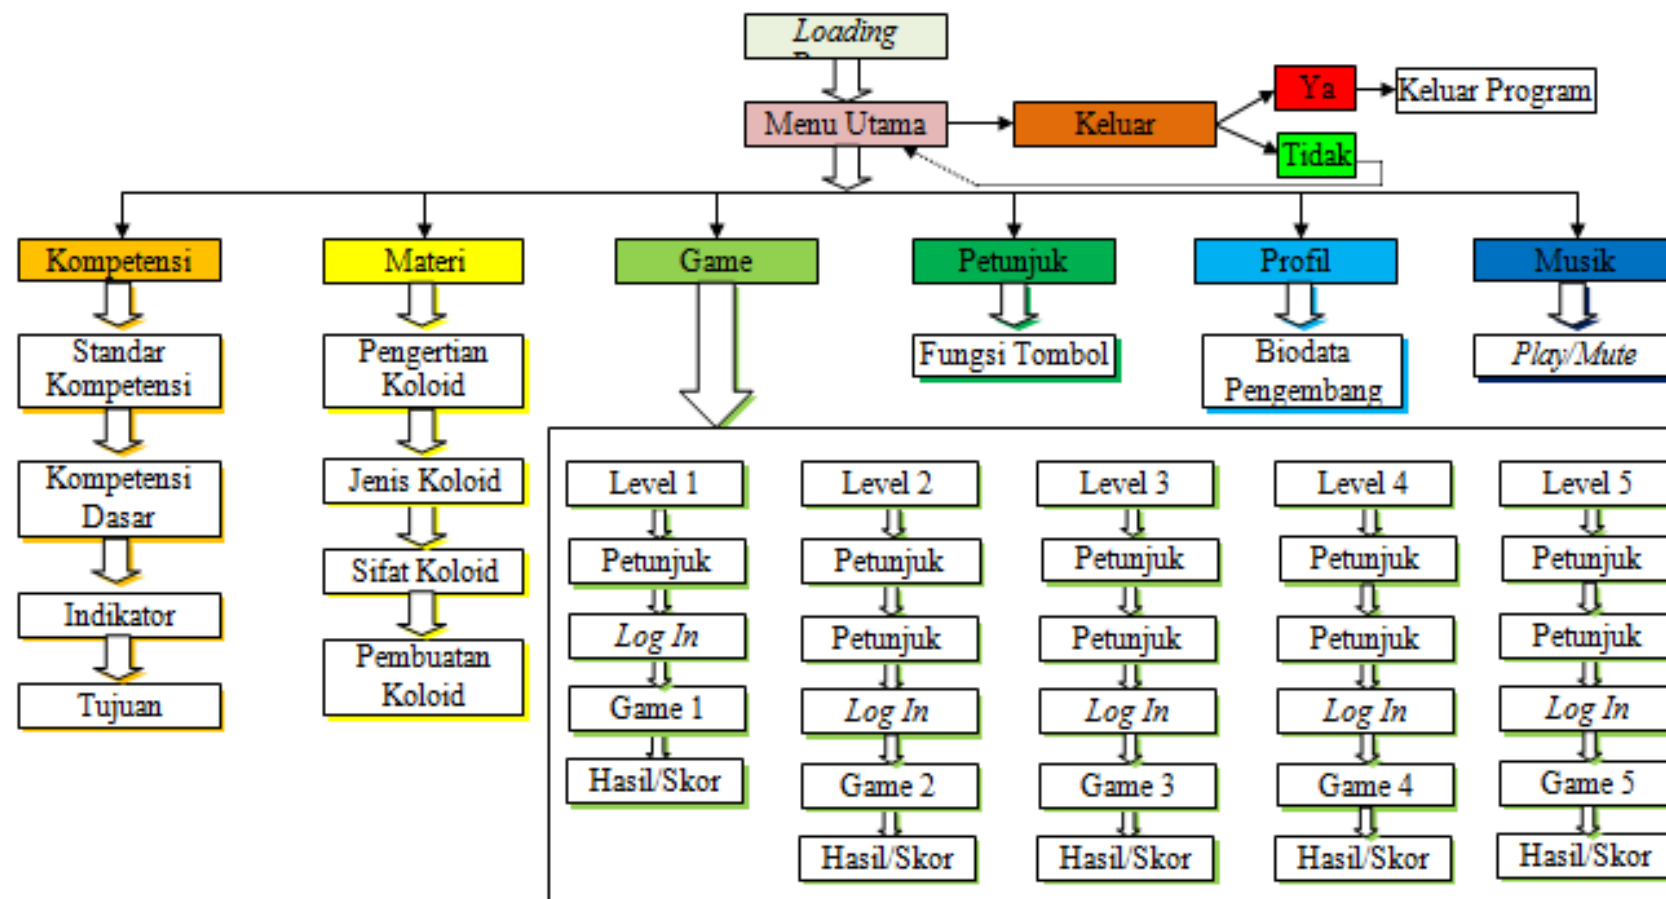 Loading
Menu Utama
Keluar
Ya
Keluar Program
Tidak
Kompetensi
Materi
Game
Petunjuk
Profil
Musik
Standar
Kompetensi
Kompetensi
Dasar
Indikator
Tujuan
Pengertian
Koloid
Jenis Koloid
Sifat Koloid
Pembuatan
Koloid
Fungsi Tombol
Biodata
Pengembang
Play/Mute
Level 1
Petunjuk
Log In
Game 1
Hasil/Skor
Level 2
Petunjuk
Petunjuk
Log In
Game 2
Hasil/Skor
Level 3
Petunjuk
Petunjuk
Log In
Game 3
Hasil/Skor
Level 4
Petunjuk
Petunjuk
Log In
Game 4
Hasil/Skor
Level 5
Petunjuk
Petunjuk
Log In
Game 5
Hasil/Skor